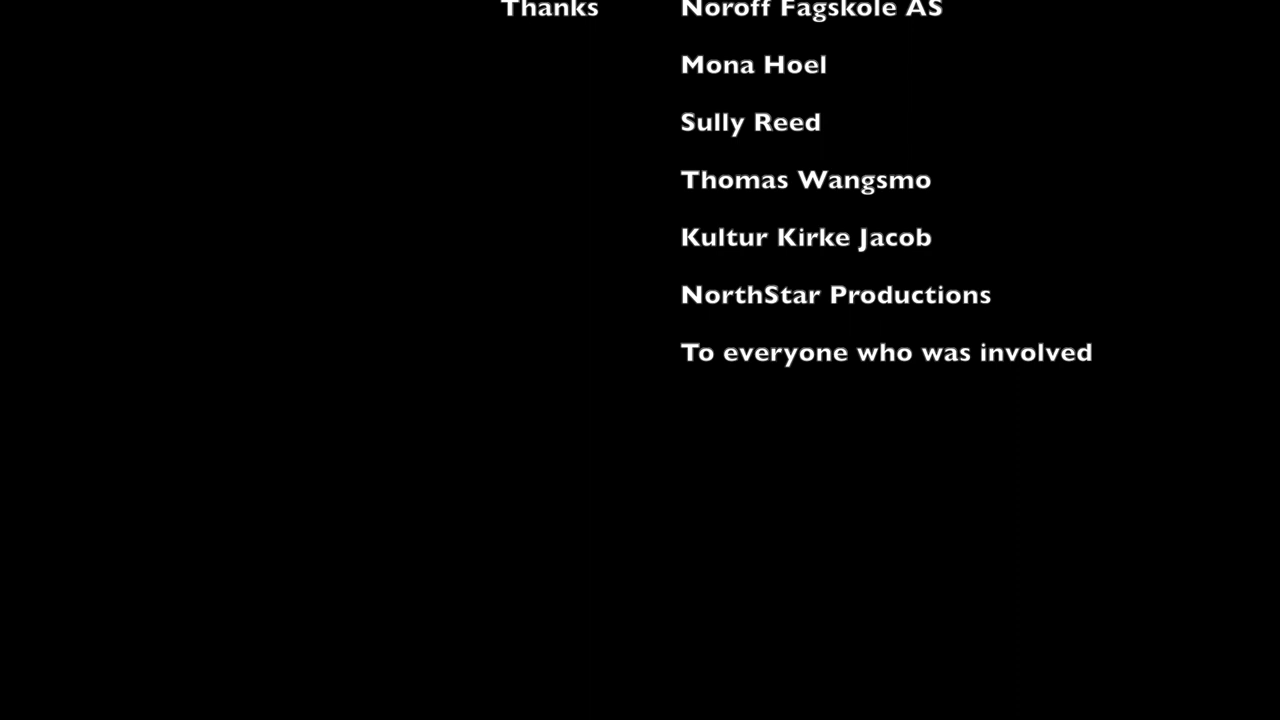 Thanks Noroff Fagskole AS
Mona Hoel
Sully Reed
Thomas Wangsmo
Kultur Kirke Jacob
NorthStar Productions
To everyone who was involved